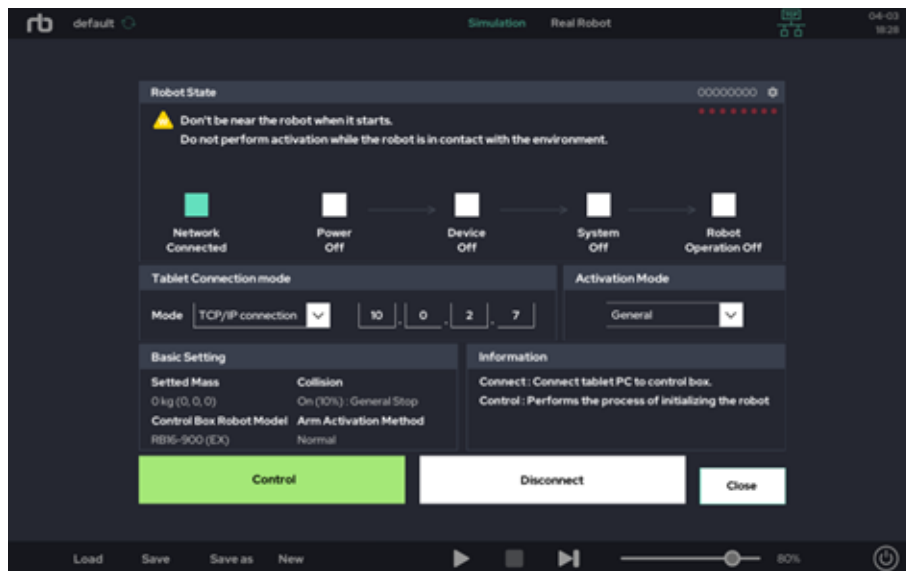 rb default Simulation Real Robot 04-03
18:28
Robot State 00000000
Don't be near the robot when it starts.
Do not perform activation while the robot is in contact with the environment.
Network Power Device System Robot
Connected Off Off Off Operation Off
Tablet Connection mode Activation Mode
Mode TCP/IP connection 10 . 0 . 2 . 7 General
Basic Setting Information
Setted Mass Collision Connect : Connect tablet PC to control box.
0 kg (0, 0, 0) On (10%) : General Stop Control : Performs the process of initializing the robot
Control Box Robot Model Arm Activation Method
RB16-900 (EX) Normal
Control Disconnect Close
Load Save Save as New 80%